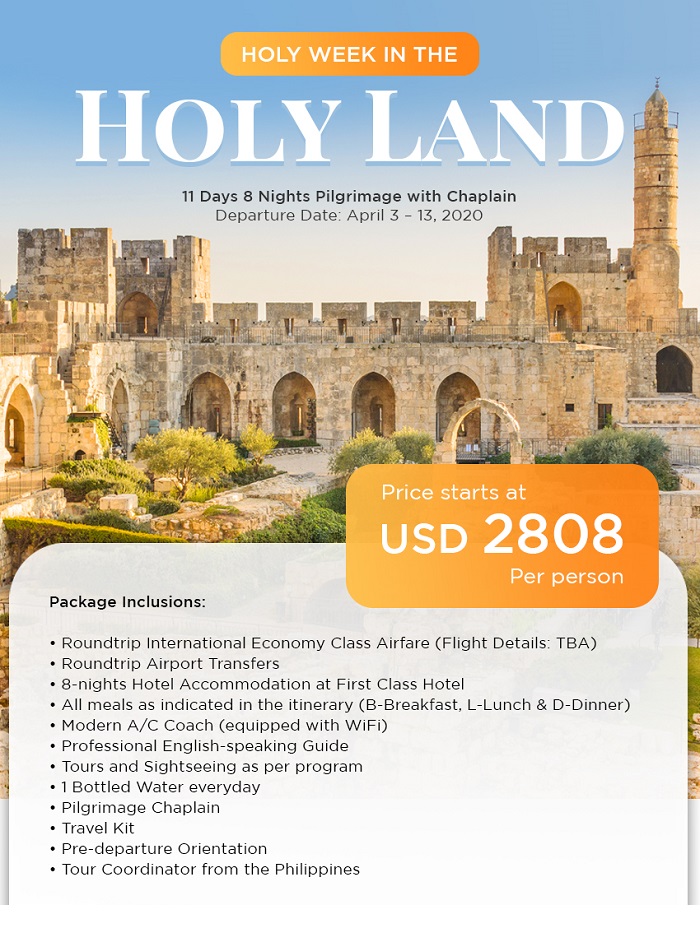 HOLY WEEK IN THE
HOLY LAND
11 Days 8 Nights Pilgrimage with Chaplain
Departure Date: April 3 – 13, 2020
Price starts at
USD 2808
Per person
Package Inclusions:
• Roundtrip International Economy Class Airfare (Flight Details: TBA)
• Roundtrip Airport Transfers
• 8-nights Hotel Accommodation at First Class Hotel
• All meals as indicated in the itinerary (B-Breakfast, L-Lunch & D-Dinner)
• Modern A/C Coach (equipped with WiFi)
• Professional English-speaking Guide
• Tours and Sightseeing as per program
• 1 Bottled Water everyday
• Pilgrimage Chaplain
• Travel Kit
• Pre-departure Orientation
• Tour Coordinator from the Philippines